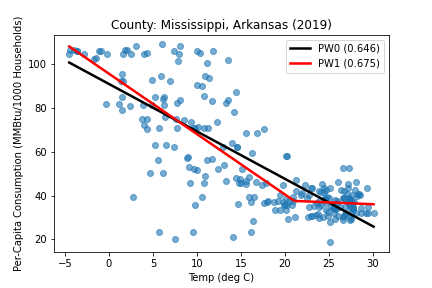 County: Mississippi, Arkansas (2019)
PW0 (0.646)
PW1 (0.675)
Per-Capita Consumption (MMBtu/1000 Households)
100
80
60
40
20
−5 0 5 10 15 20 25 30
Temp (deg C)